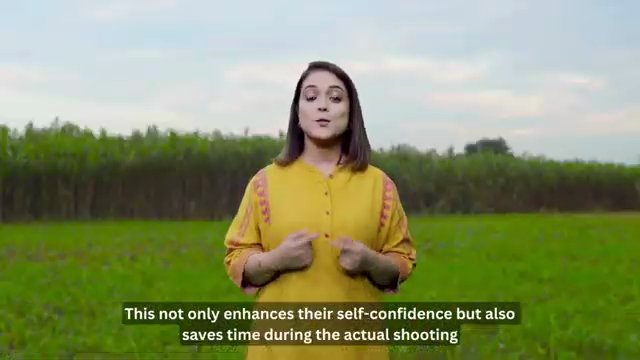 This not only enhances their self-confidence but also
saves time during the actual shooting